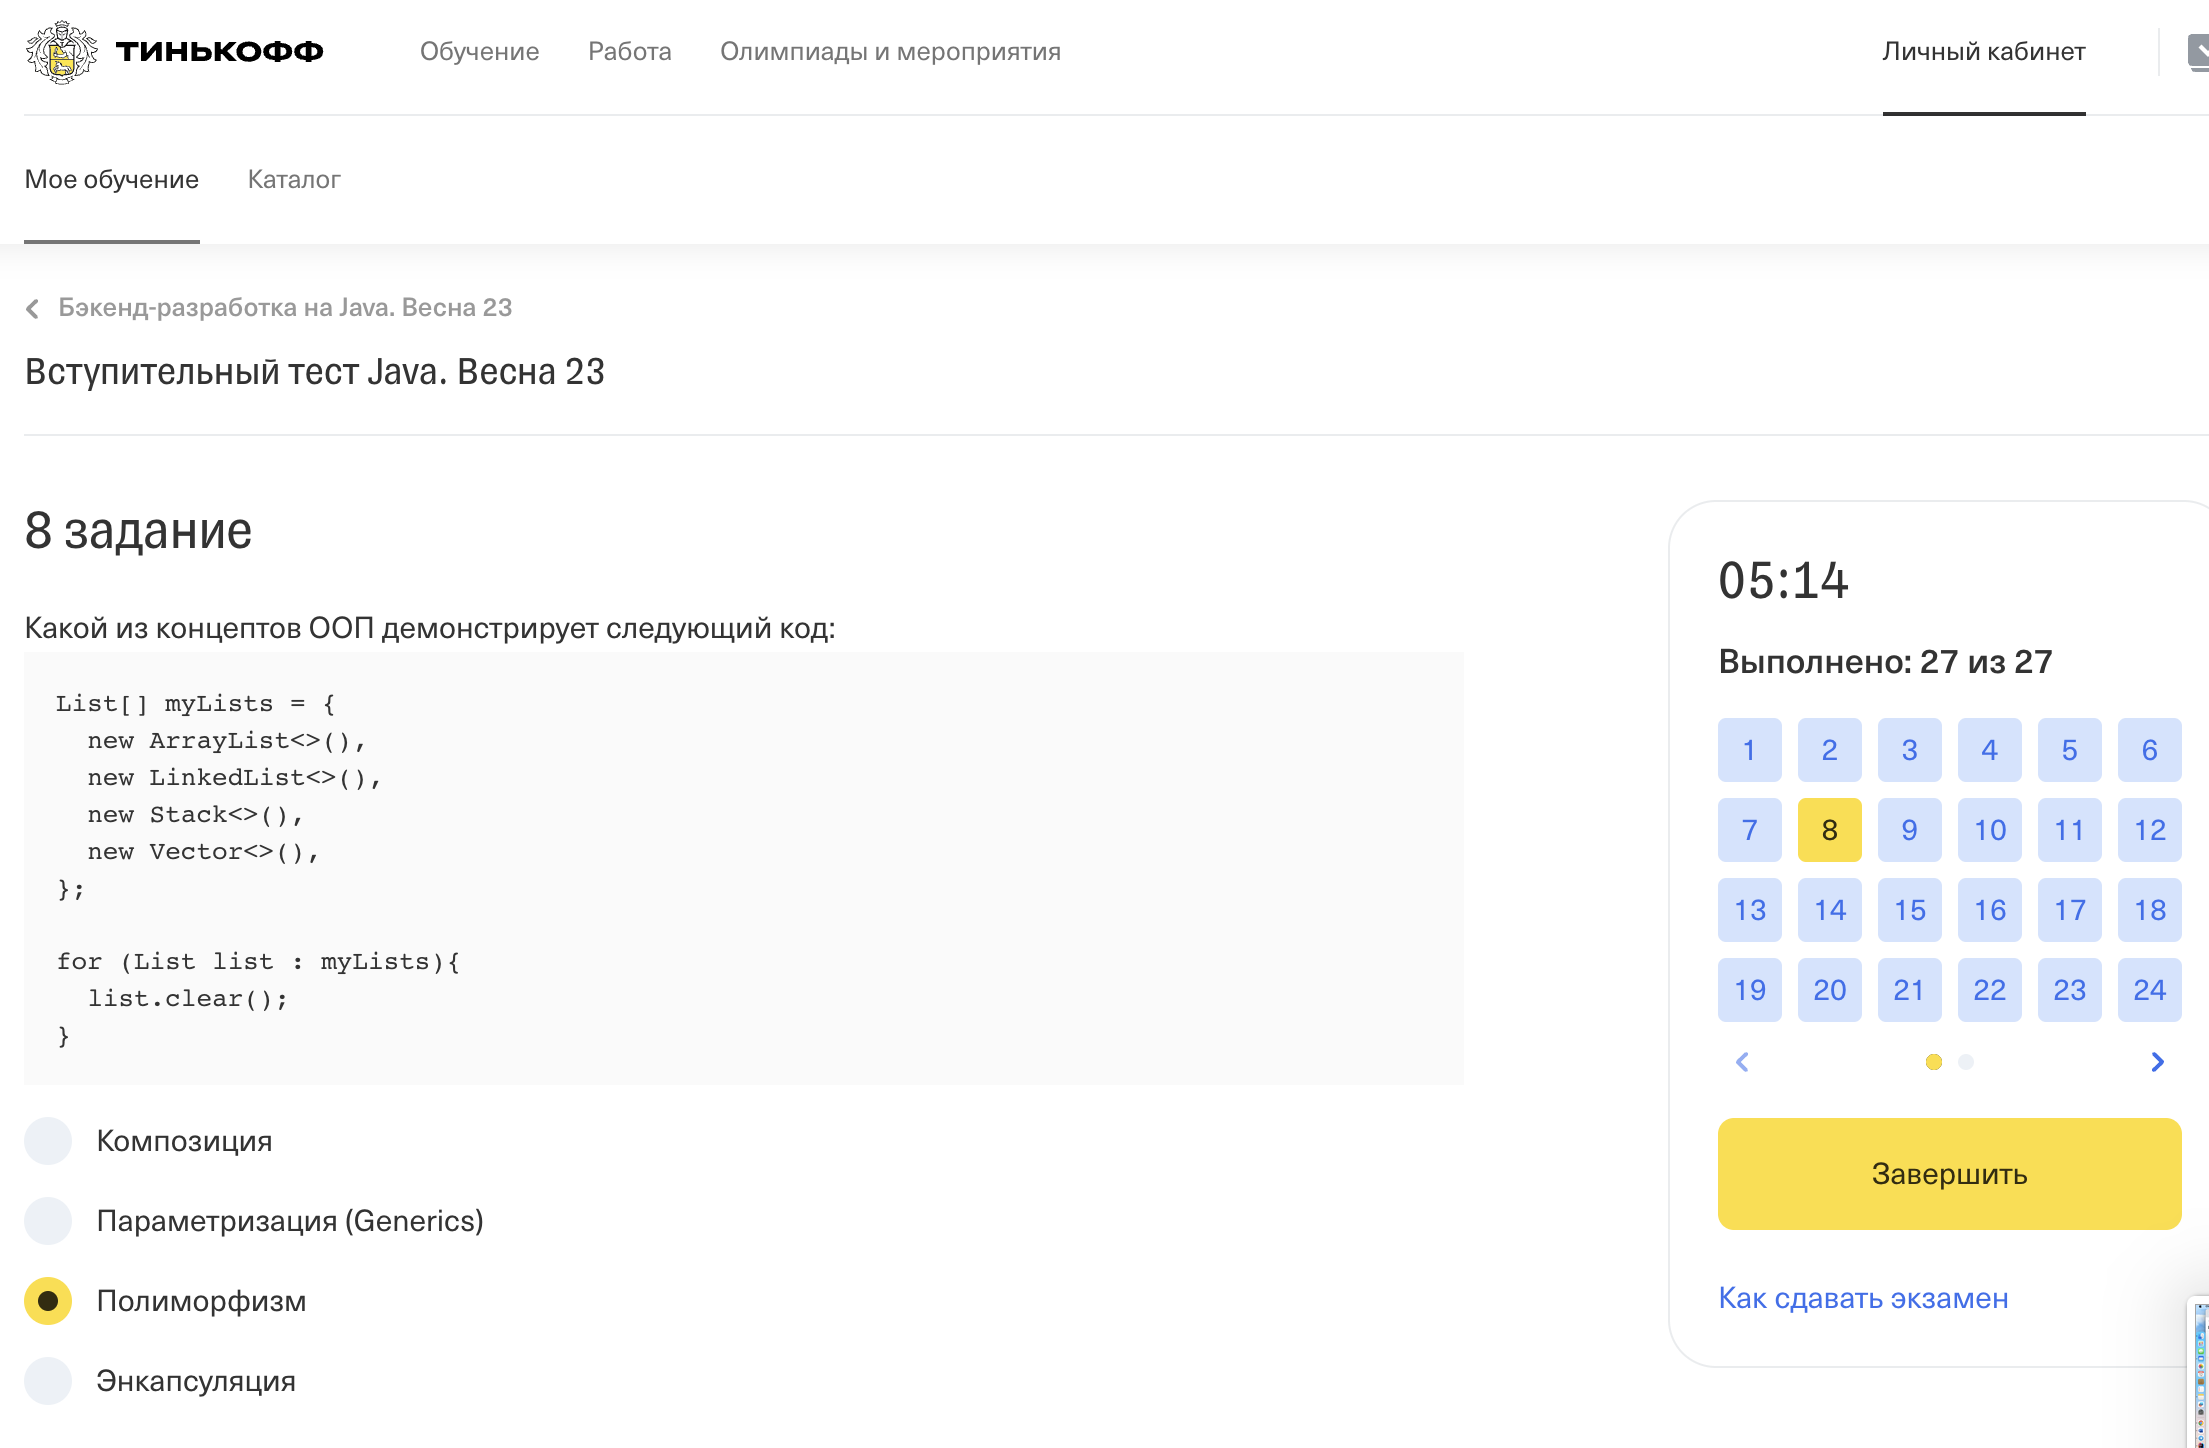 ТИНЬКОФФ
Обучение
Работа
Олимпиады и мероприятия
Личный кабинет
Мое обучение
Каталог
Бэкенд-разработка на Java. Весна 23
Вступительный тест Java. Весна 23
8 задание
Какой из концептов ООП демонстрирует следующий код:
List[] myLists = {
  new ArrayList<>(),
  new LinkedList<>(),
  new Stack<>(),
  new Vector<>(),
};
for (List list : myLists){
  list.clear();
}
Композиция
Параметризация (Generics)
Полиморфизм
Энкапсуляция
05:14
Выполнено: 27 из 27
1 2 3 4 5 6
7 8 9 10 11 12
13 14 15 16 17 18
19 20 21 22 23 24
Завершить
Как сдавать экзамен